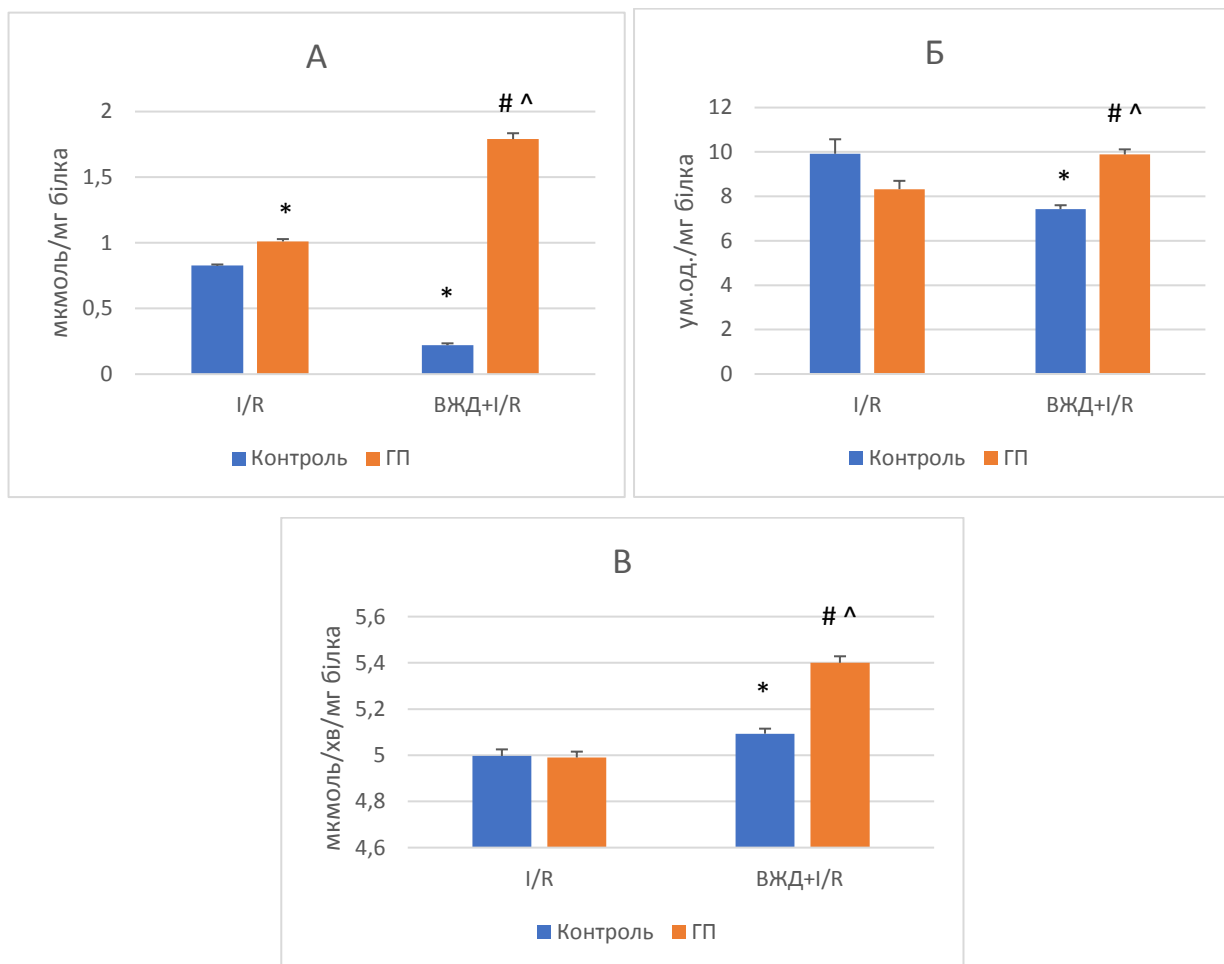 А
мкмоль/мг білка
2
1,5
1
0,5
0
*
*
# ^
I/R
ВЖД+I/R
Контроль
ГП
Б
ум.од./мг білка
12
10
8
6
4
2
0
*
# ^
I/R
ВЖД+I/R
Контроль
ГП
В
мкмоль/хв/мг білка
5,6
5,4
5,2
5
4,8
4,6
*
# ^
I/R
ВЖД+I/R
Контроль
ГП